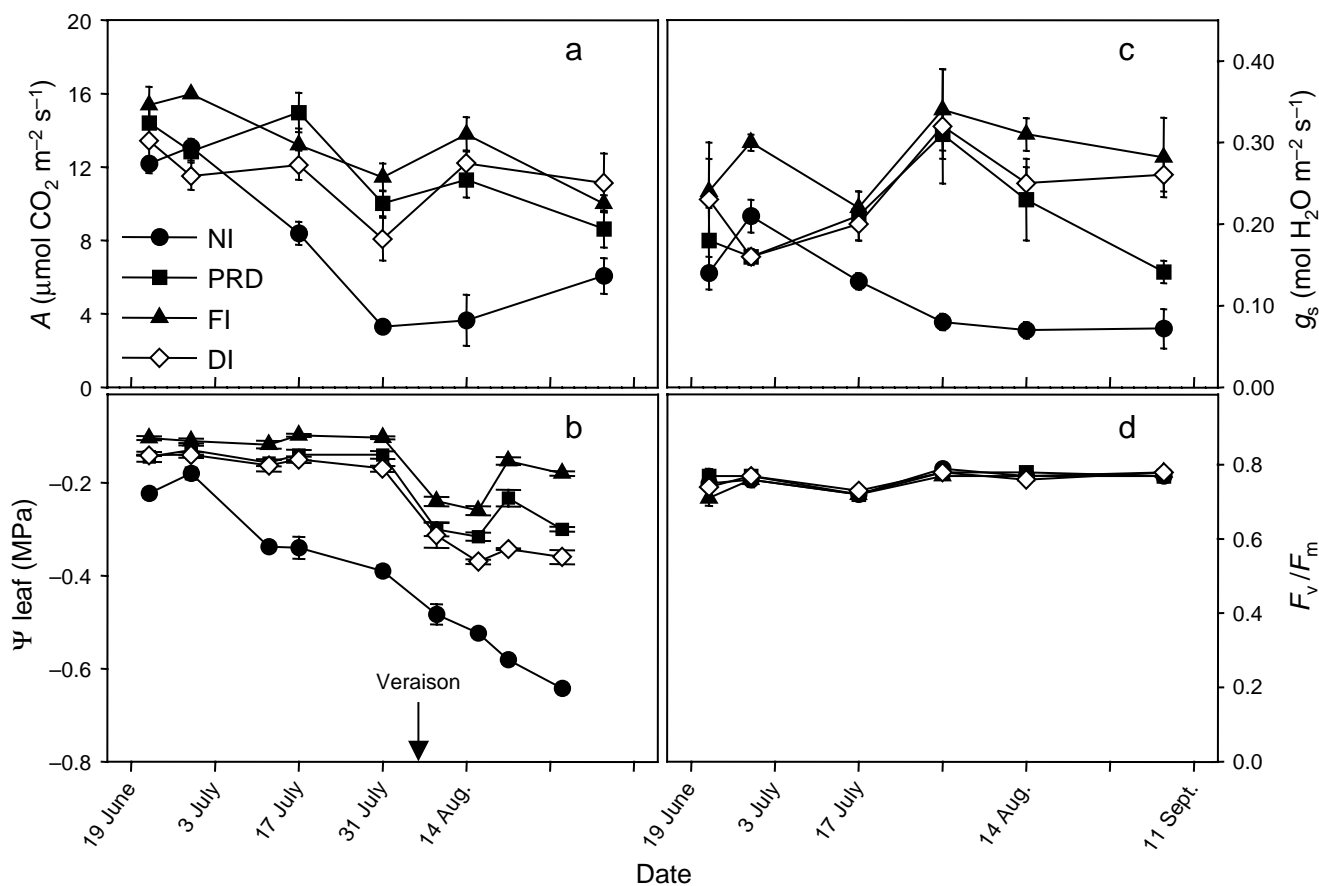 a
20
16
12
8
4
0
A (μmol CO2 m−2 s−1)
NI
PRD
FI
DI
c
0.40
0.30
0.20
0.10
0.00
gs (mol H2O m−2 s−1)
b
−0.2
−0.4
−0.6
−0.8
Ψ leaf (MPa)
Veraison
d
0.8
0.6
0.4
0.2
0.0
Fv/Fm
19 June
3 July
17 July
31 July
14 Aug.
19 June
3 July
17 July
14 Aug.
11 Sept.
Date